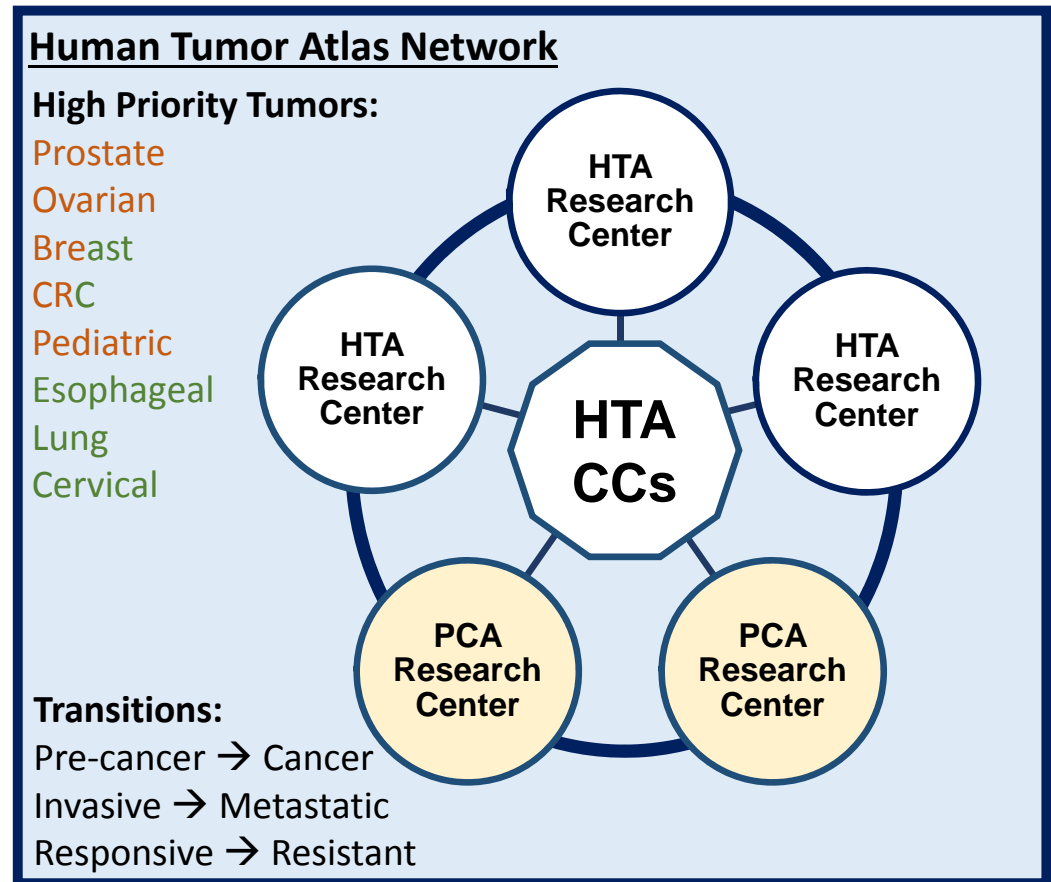 Human Tumor Atlas Network
High Priority Tumors:
Prostate
Ovarian
Breast
CRC
Pediatric
Esophageal
Lung
Cervical
HTA
Research
Center
HTA
Research
Center
HTA
Research
Center
HTA
CCs
PCA
Research
Center
PCA
Research
Center
Transitions:
Pre-cancer → Cancer
Invasive → Metastatic
Responsive → Resistant